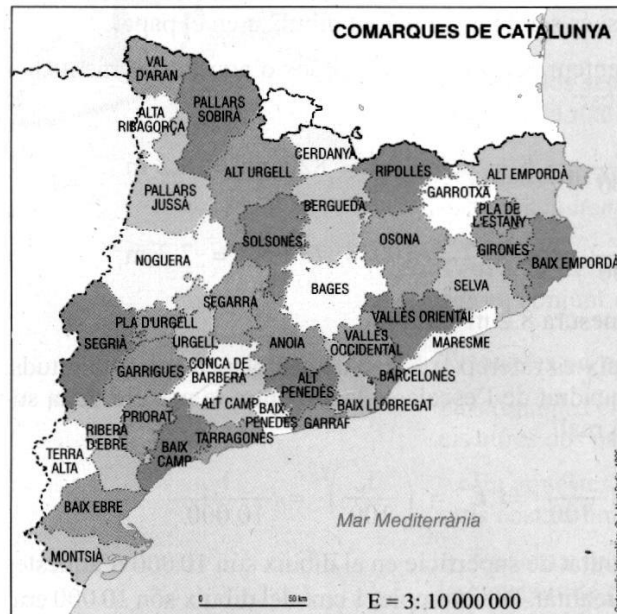 COMARQUES DE CATALUNYA
VAL
D'ARAN
PALLARS
SOBIRÀ
ALTA
RIBAGORÇA
CERDANYA
ALT URGELL
RIPOLLÈS
ALT EMPORDÀ
GARROTXA
PALLARS
JUSSÀ
BERGUEDÀ
PLA DE
L'ESTANY
SOLSONÈS
OSONA
GIRONÈS
NOGUERA
BAIX EMPORDÀ
BAGES
SELVA
SEGARRA
PLA D'URGELL
VALLÈS ORIENTAL
SEGRIÀ
URGELL
ANOIA
VALLÈS
OCCIDENTAL
MARESME
GARRIGUES
CONCA DE
BARBERÀ
ALT
PENEDÈS
BARCELONÈS
ALT CAMP
BAIX
PENEDÈS
BAIX LLOBREGAT
PRIORAT
GARRAF
RIBERA
D'EBRE
TARRAGONÈS
TERRA
ALTA
BAIX
CAMP
BAIX EBRE
Mar Mediterrània
MONTSIÀ
50 km
E = 3:10 000 000